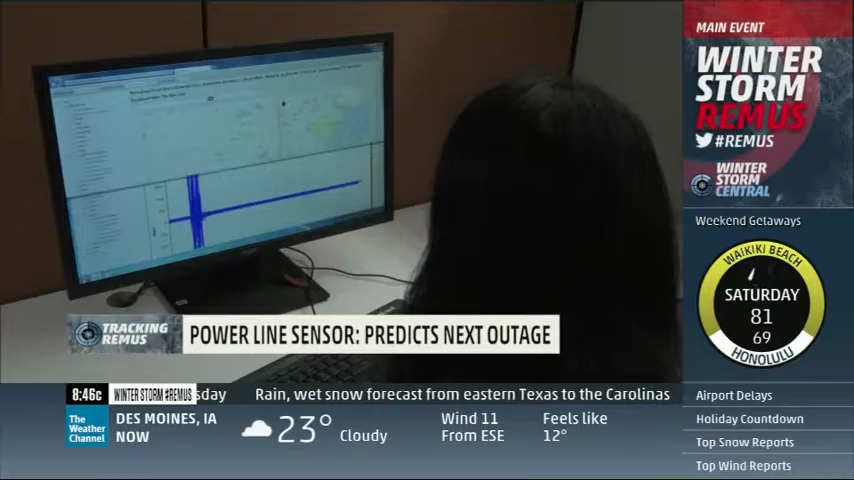 MAIN EVENT
WINTER
STORM
REMUS
#REMUS
WINTER
STORM
CENTRAL
Weekend Getaways
WAIKIKI BEACH
SATURDAY
81
69
HONOLULU
TRACKING
REMUS
POWER LINE SENSOR: PREDICTS NEXT OUTAGE
8:46c WINTER STORM #REMUS sday Rain, wet snow forecast from eastern Texas to the Carolinas
The
Weather
Channel
DES MOINES, IA
NOW
23° Cloudy
Wind 11
From ESE
Feels like
12°
Airport Delays
Holiday Countdown
Top Snow Reports
Top Wind Reports